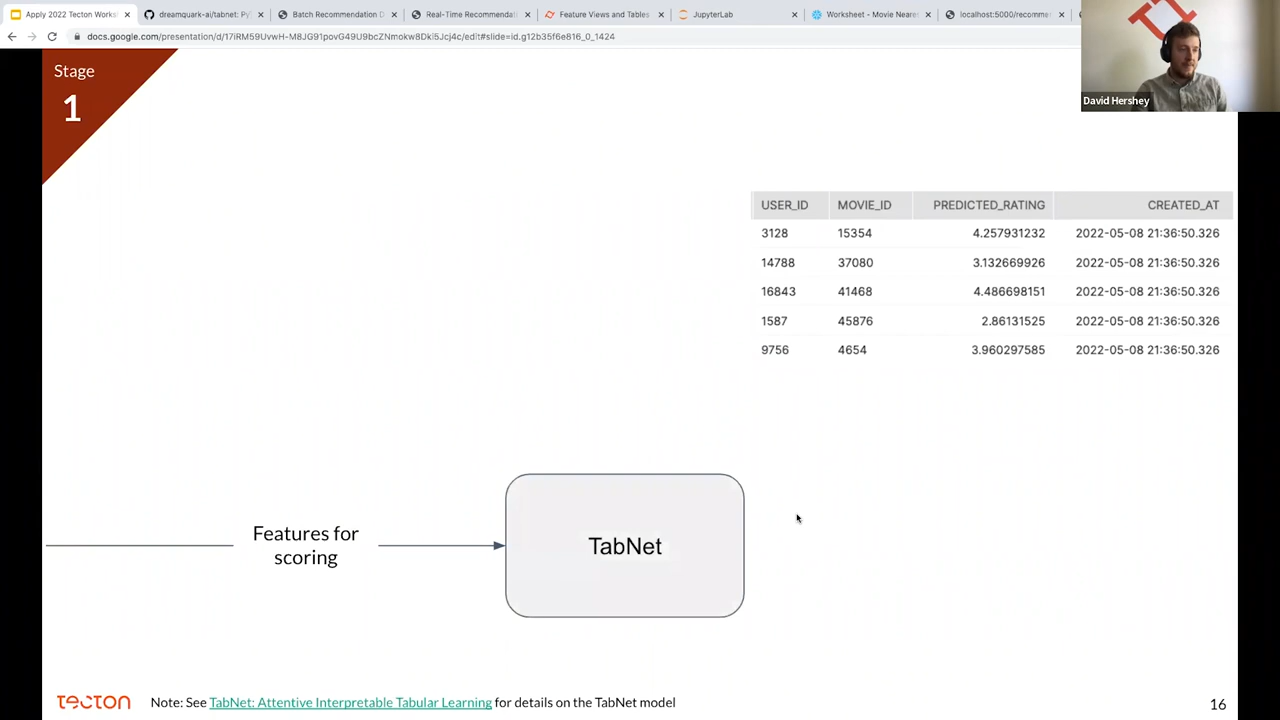 Apply 2022 Tecton Works
dreamquark-ai/tabnet: Py
Batch Recommendation D
Real-Time Recommendati
Feature Views and Tables
JupyterLab
Worksheet - Movie Neares
localhost:5000/recommen
docs.google.com/presentation/d/17iRM59UvwH-M8JG91povG49U9bcZNmokw8Dki5Jcj4c/edit#slide=id.g12b35f6e816_0_1424
David Hershey
Stage
1
USER_ID MOVIE_ID PREDICTED_RATING CREATED_AT
3128 15354 4.257931232 2022-05-08 21:36:50.326
14788 37080 3.132669926 2022-05-08 21:36:50.326
16843 41468 4.486698151 2022-05-08 21:36:50.326
1587 45876 2.86131525 2022-05-08 21:36:50.326
9756 4654 3.960297585 2022-05-08 21:36:50.326
Features for
scoring
TabNet
tecton
Note: See TabNet: Attentive Interpretable Tabular Learning for details on the TabNet model
16